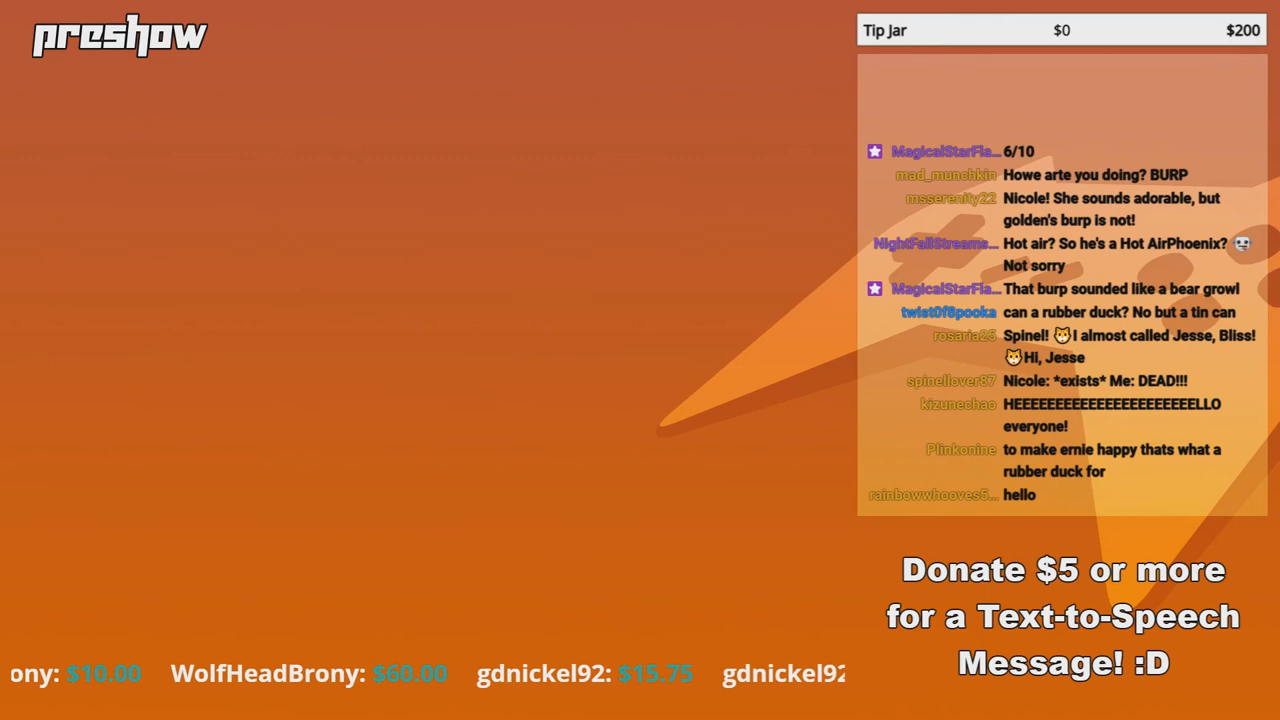 preshow
Tip Jar $0 $200
MagicalStarFla... 6/10
mad_munchkin Howe arte you doing? BURP
msserenity22 Nicole! She sounds adorable, but
golden's burp is not!
NightFallStreams... Hot air? So he's a Hot AirPhoenix?
Not sorry
MagicalStarFla... That burp sounded like a bear growl
twist0f8pooka can a rubber duck? No but a tin can
rosaria25 Spinel! 🐱I almost called Jesse, Bliss!
🐱Hi, Jesse
spinellover87 Nicole: *exists* Me: DEAD!!!
kizunechao HEEEEEEEEEEEEEEEEEEEEEELLO
everyone!
Plinkonine to make ernie happy thats what a
rubber duck for
rainbowwhooves5... hello
Donate $5 or more
for a Text-to-Speech
Message! :D
ony: $10.00 WolfHeadBrony: $60.00 gdnickel92: $15.75 gdnickel92